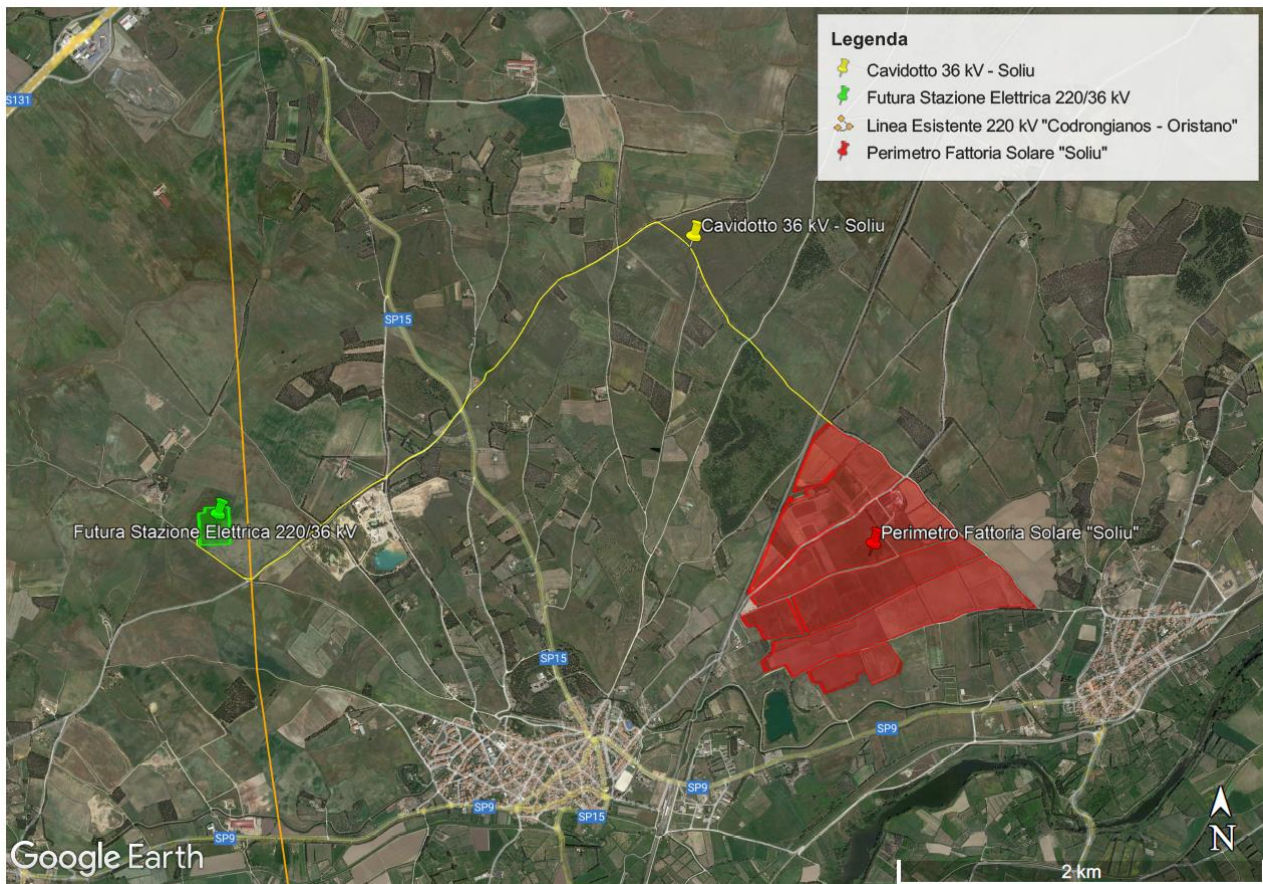 Legenda
Cavidotto 36 kV - Soliu
Futura Stazione Elettrica 220/36 kV
Linea Esistente 220 kV "Codrongianos - Oristano"
Perimetro Fattoria Solare "Soliu"
S131
Cavidotto 36 kV - Soliu
SP15
Futura Stazione Elettrica 220/36 kV
Perimetro Fattoria Solare "Soliu"
SP15
SP9
SP9
SP9
SP15
SP9
Google Earth
N
2 km